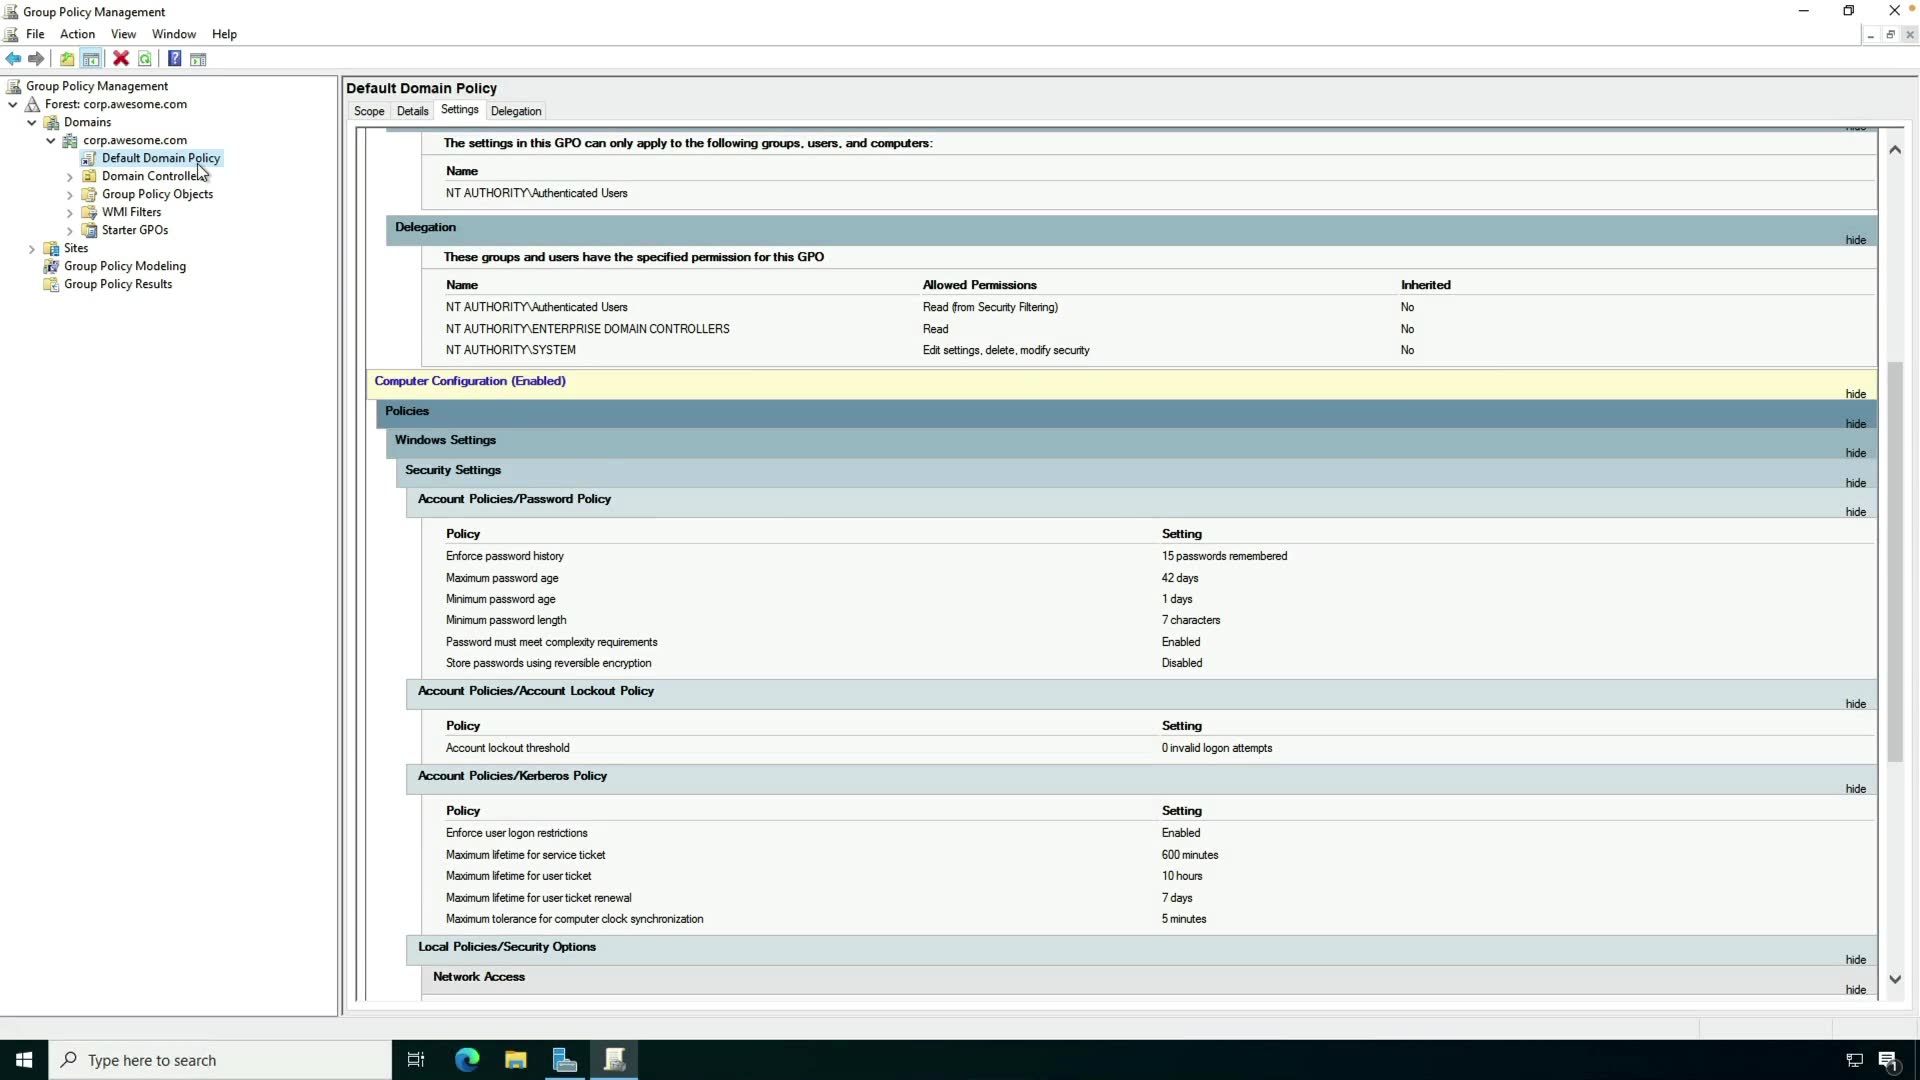 Group Policy Management
File Action View Window Help
Group Policy Management
Forest: corp.awesome.com
Domains
corp.awesome.com
Default Domain Policy
Domain Controllers
Group Policy Objects
WMI Filters
Starter GPOs
Sites
Group Policy Modeling
Group Policy Results
Default Domain Policy
Scope Details Settings Delegation
The settings in this GPO can only apply to the following groups, users, and computers:
Name
NT AUTHORITY\Authenticated Users
Delegation
hide
These groups and users have the specified permission for this GPO
Name Allowed Permissions Inherited
NT AUTHORITY\Authenticated Users Read (from Security Filtering) No
NT AUTHORITY\ENTERPRISE DOMAIN CONTROLLERS Read No
NT AUTHORITY\SYSTEM Edit settings, delete, modify security No
Computer Configuration (Enabled)
hide
Policies
hide
Windows Settings
hide
Security Settings
hide
Account Policies/Password Policy
hide
Policy Setting
Enforce password history 15 passwords remembered
Maximum password age 42 days
Minimum password age 1 days
Minimum password length 7 characters
Password must meet complexity requirements Enabled
Store passwords using reversible encryption Disabled
Account Policies/Account Lockout Policy
hide
Policy Setting
Account lockout threshold 0 invalid logon attempts
Account Policies/Kerberos Policy
hide
Policy Setting
Enforce user logon restrictions Enabled
Maximum lifetime for service ticket 600 minutes
Maximum lifetime for user ticket 10 hours
Maximum lifetime for user ticket renewal 7 days
Maximum tolerance for computer clock synchronization 5 minutes
Local Policies/Security Options
hide
Network Access
hide
Type here to search
1